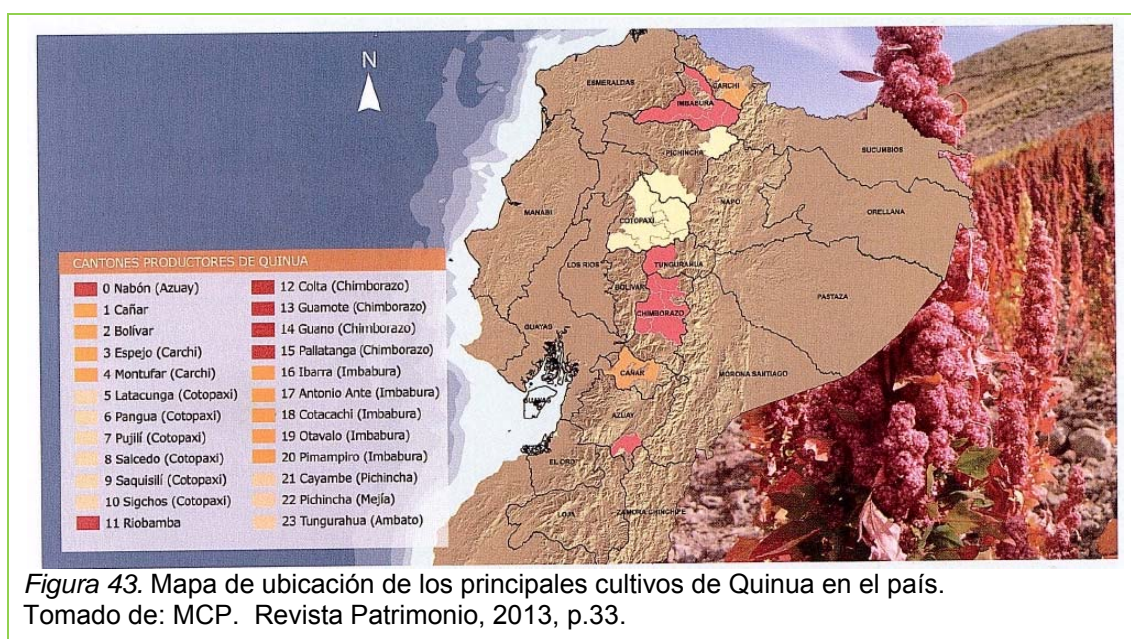 N
ESMERALDAS
CARCHI
IMBABURA
PICHINCHA
SUCUMBIOS
NAPO
ORELLANA
MANABI
COTOPAXI
LOS RIOS
TUNGURAHUA
BOLIVAR
PASTAZA
CHIMBORAZO
GUAYAS
CAÑAR
MORONA SANTIAGO
GUAYAS
AZUAY
EL ORO
LOJA
ZAMORA CHINCHIPE
CANTONES PRODUCTORES DE QUINUA
0 Nabón (Azuay)
1 Cañar
2 Bolívar
3 Espejo (Carchi)
4 Montufar (Carchi)
5 Latacunga (Cotopaxi)
6 Pangua (Cotopaxi)
7 Pujilí (Cotopaxi)
8 Salcedo (Cotopaxi)
9 Saquisilí (Cotopaxi)
10 Sigchos (Cotopaxi)
11 Riobamba
12 Colta (Chimborazo)
13 Guamote (Chimborazo)
14 Guano (Chimborazo)
15 Pallatanga (Chimborazo)
16 Ibarra (Imbabura)
17 Antonio Ante (Imbabura)
18 Cotacachi (Imbabura)
19 Otavalo (Imbabura)
20 Pimampiro (Imbabura)
21 Cayambe (Pichincha)
22 Pichincha (Mejía)
23 Tungurahua (Ambato)
Figura 43. Mapa de ubicación de los principales cultivos de Quinua en el país.
Tomado de: MCP. Revista Patrimonio, 2013, p.33.